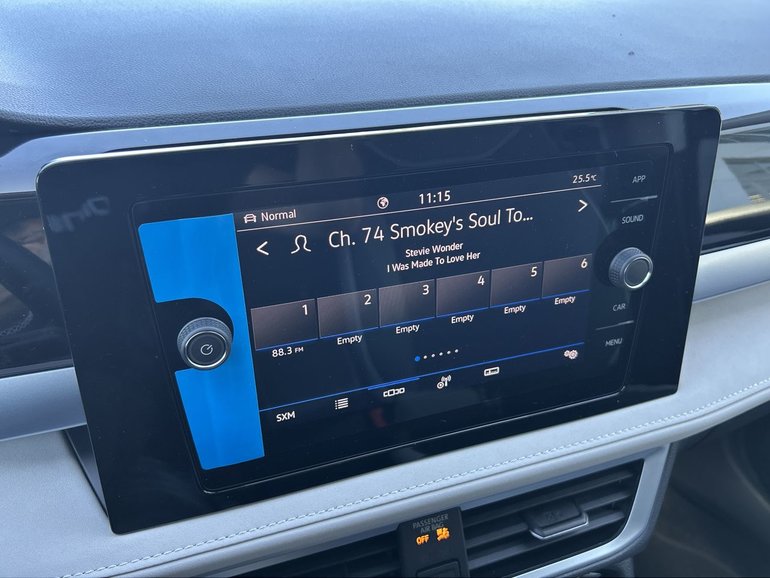 Normal 11:15 25.5°C
Ch. 74 Smokey's Soul To...
Stevie Wonder
I Was Made To Love Her
1 2 3 4 5 6
88.3 FM Empty Empty Empty Empty Empty
SXM
APP
SOUND
CAR
MENU
PASSENGER
AIR BAG
OFF